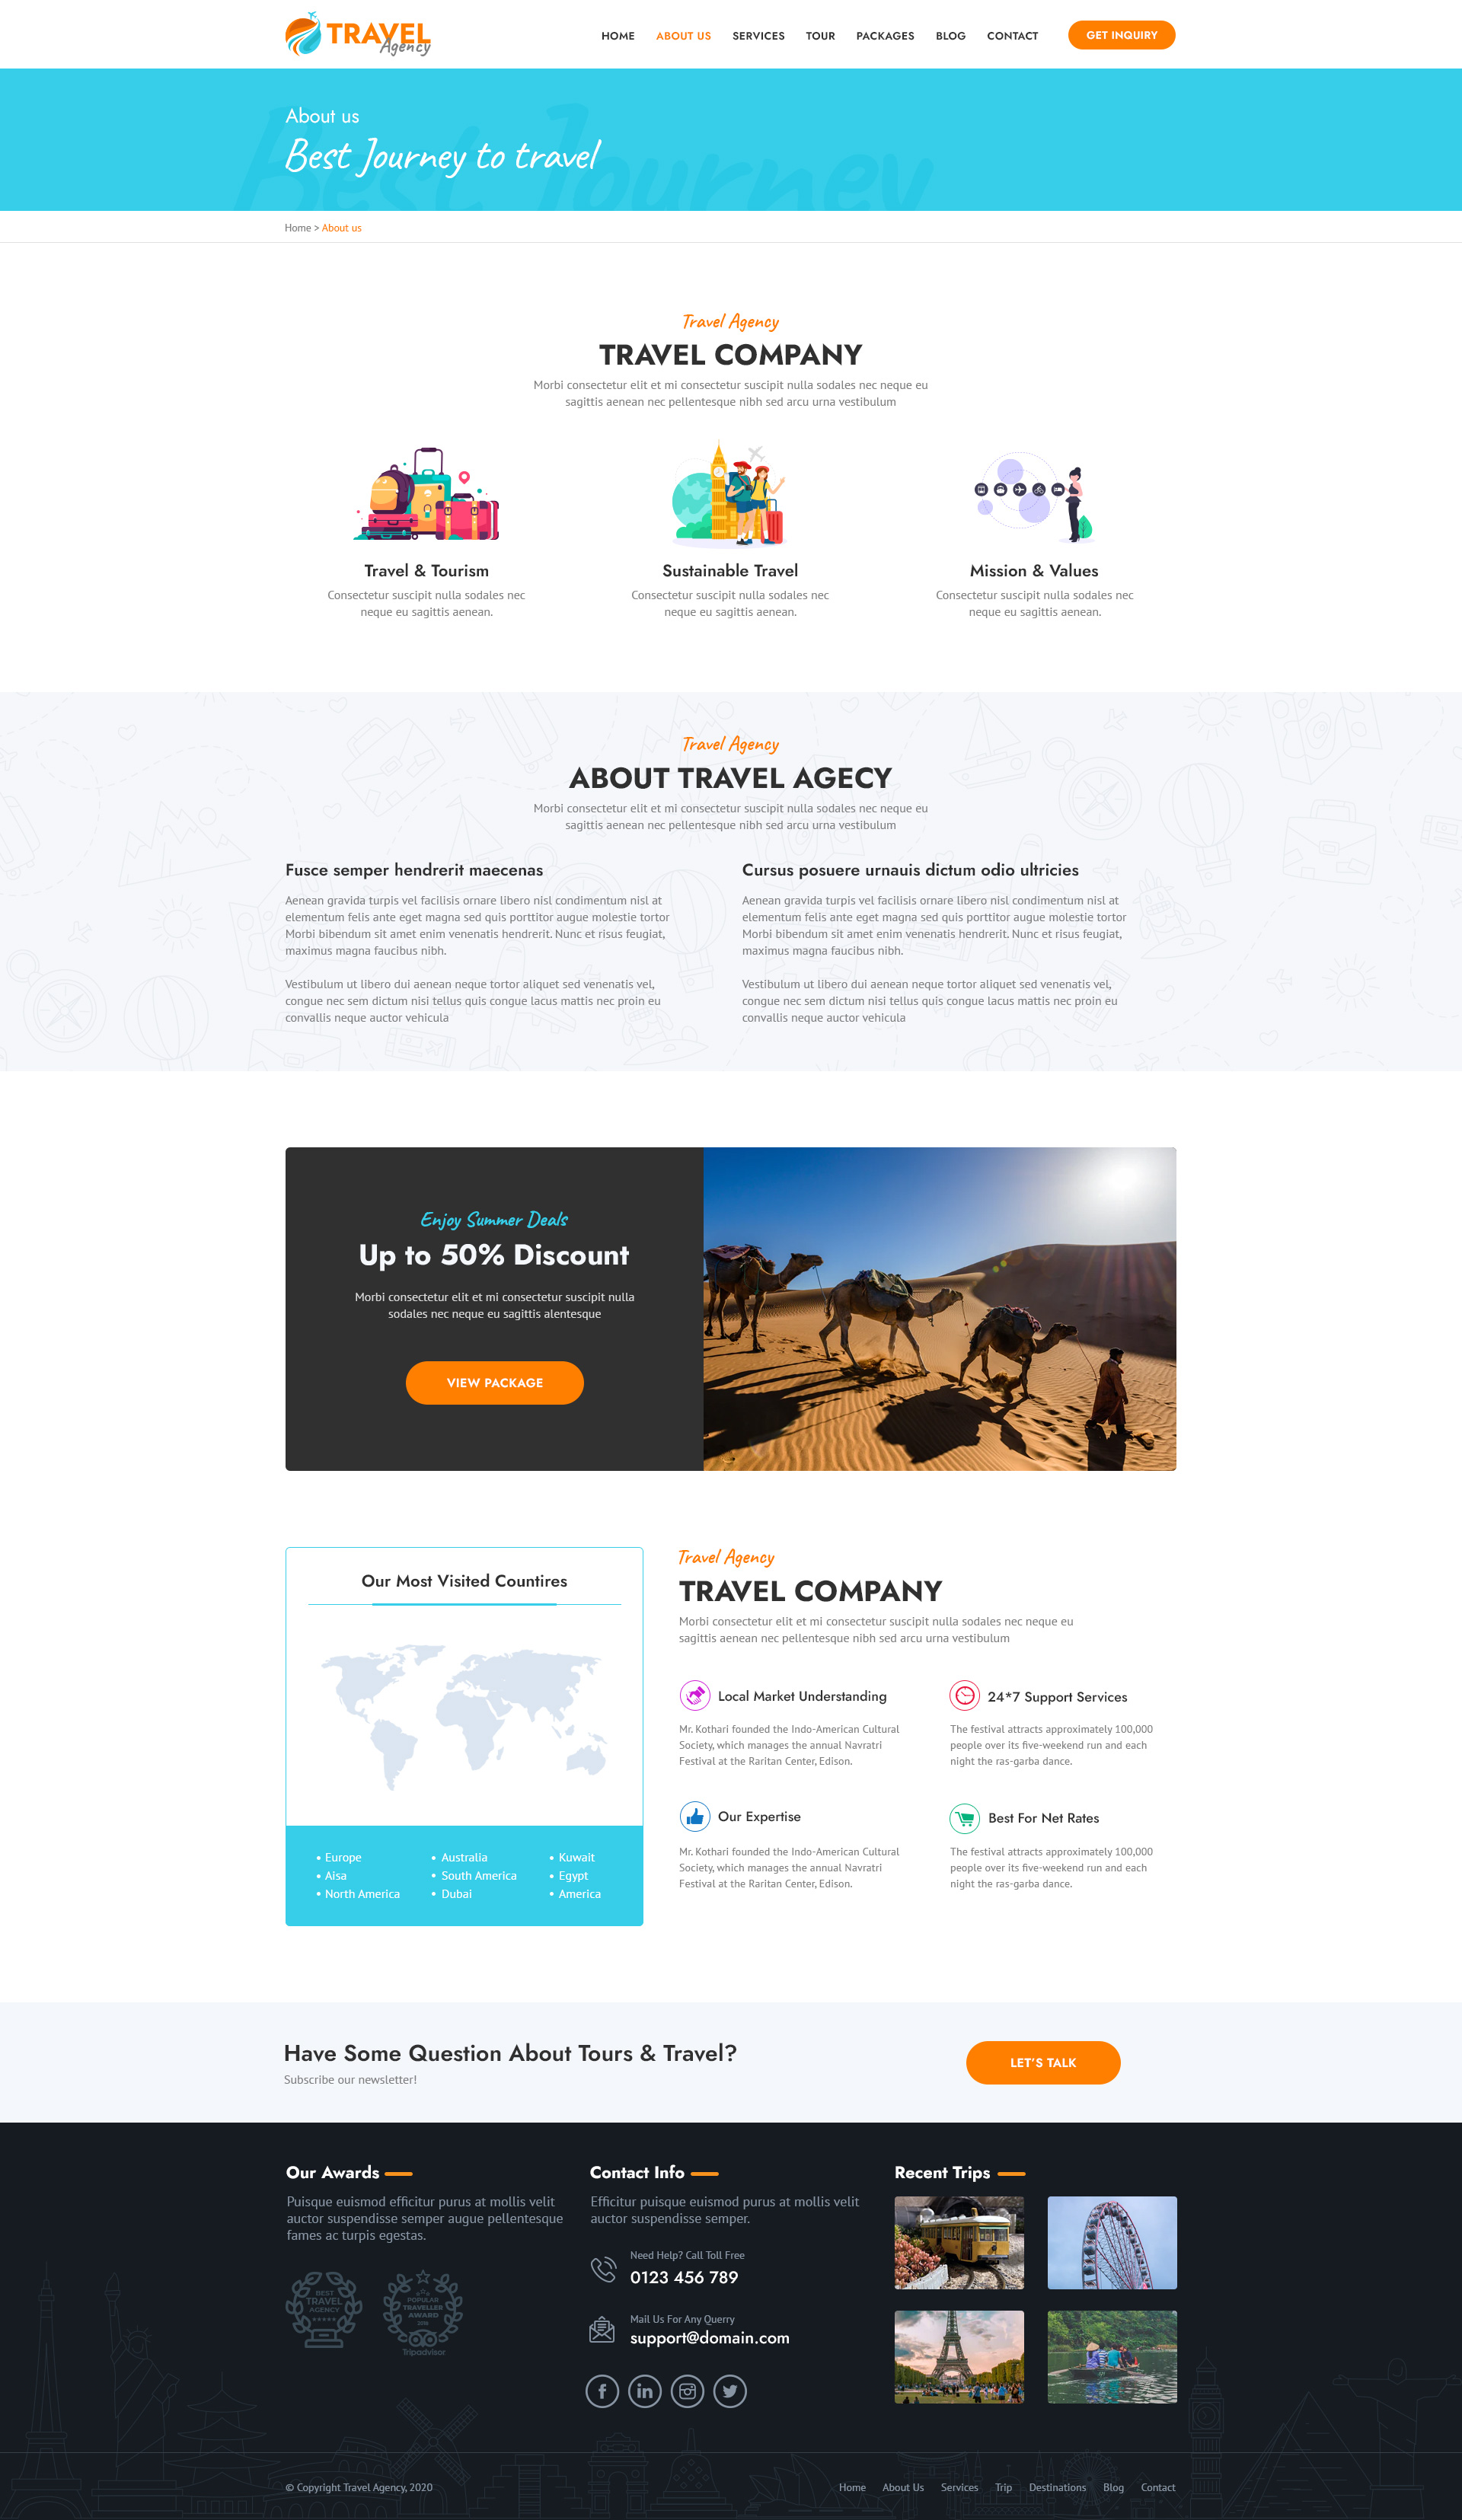 TRAVEL
Agency
HOME ABOUT US SERVICES TOUR PACKAGES BLOG CONTACT GET INQUIRY
Best Journey
About us
Best Journey to travel
Home > About us
Travel Agency
TRAVEL COMPANY
Morbi consectetur elit et mi consectetur suscipit nulla sodales nec neque eu
sagittis aenean nec pellentesque nibh sed arcu urna vestibulum
Travel & Tourism
Consectetur suscipit nulla sodales nec
neque eu sagittis aenean.
Sustainable Travel
Consectetur suscipit nulla sodales nec
neque eu sagittis aenean.
Mission & Values
Consectetur suscipit nulla sodales nec
neque eu sagittis aenean.
Travel Agency
ABOUT TRAVEL AGECY
Morbi consectetur elit et mi consectetur suscipit nulla sodales nec neque eu
sagittis aenean nec pellentesque nibh sed arcu urna vestibulum
Fusce semper hendrerit maecenas
Aenean gravida turpis vel facilisis ornare libero nisl condimentum nisl at
elementum felis ante eget magna sed quis porttitor augue molestie tortor
Morbi bibendum sit amet enim venenatis hendrerit. Nunc et risus feugiat,
maximus magna faucibus nibh.
Vestibulum ut libero dui aenean neque tortor aliquet sed venenatis vel,
congue nec sem dictum nisi tellus quis congue lacus mattis nec proin eu
convallis neque auctor vehicula
Cursus posuere urnauis dictum odio ultricies
Aenean gravida turpis vel facilisis ornare libero nisl condimentum nisl at
elementum felis ante eget magna sed quis porttitor augue molestie tortor
Morbi bibendum sit amet enim venenatis hendrerit. Nunc et risus feugiat,
maximus magna faucibus nibh.
Vestibulum ut libero dui aenean neque tortor aliquet sed venenatis vel,
congue nec sem dictum nisi tellus quis congue lacus mattis nec proin eu
convallis neque auctor vehicula
Enjoy Summer Deals
Up to 50% Discount
Morbi consectetur elit et mi consectetur suscipit nulla
sodales nec neque eu sagittis alentesque
VIEW PACKAGE
Our Most Visited Countires
Europe
Aisa
North America
Australia
South America
Dubai
Kuwait
Egypt
America
Travel Agency
TRAVEL COMPANY
Morbi consectetur elit et mi consectetur suscipit nulla sodales nec neque eu
sagittis aenean nec pellentesque nibh sed arcu urna vestibulum
Local Market Understanding
Mr. Kothari founded the Indo-American Cultural
Society, which manages the annual Navratri
Festival at the Raritan Center, Edison.
24*7 Support Services
The festival attracts approximately 100,000
people over its five-weekend run and each
night the ras-garba dance.
Our Expertise
Mr. Kothari founded the Indo-American Cultural
Society, which manages the annual Navratri
Festival at the Raritan Center, Edison.
Best For Net Rates
The festival attracts approximately 100,000
people over its five-weekend run and each
night the ras-garba dance.
Have Some Question About Tours & Travel?
Subscribe our newsletter!
LET'S TALK
Our Awards
Puisque euismod efficitur purus at mollis velit
auctor suspendisse semper augue pellentesque
fames ac turpis egestas.
BEST
TRAVEL
AGENCY
POPULAR
TRAVELLER
AWARD
Tripadvisor
Contact Info
Efficitur puisque euismod purus at mollis velit
auctor suspendisse semper.
Need Help? Call Toll Free
0123 456 789
Mail Us For Any Querry
support@domain.com
Recent Trips
© Copyright Travel Agency, 2020
Home About Us Services Trip Destinations Blog Contact